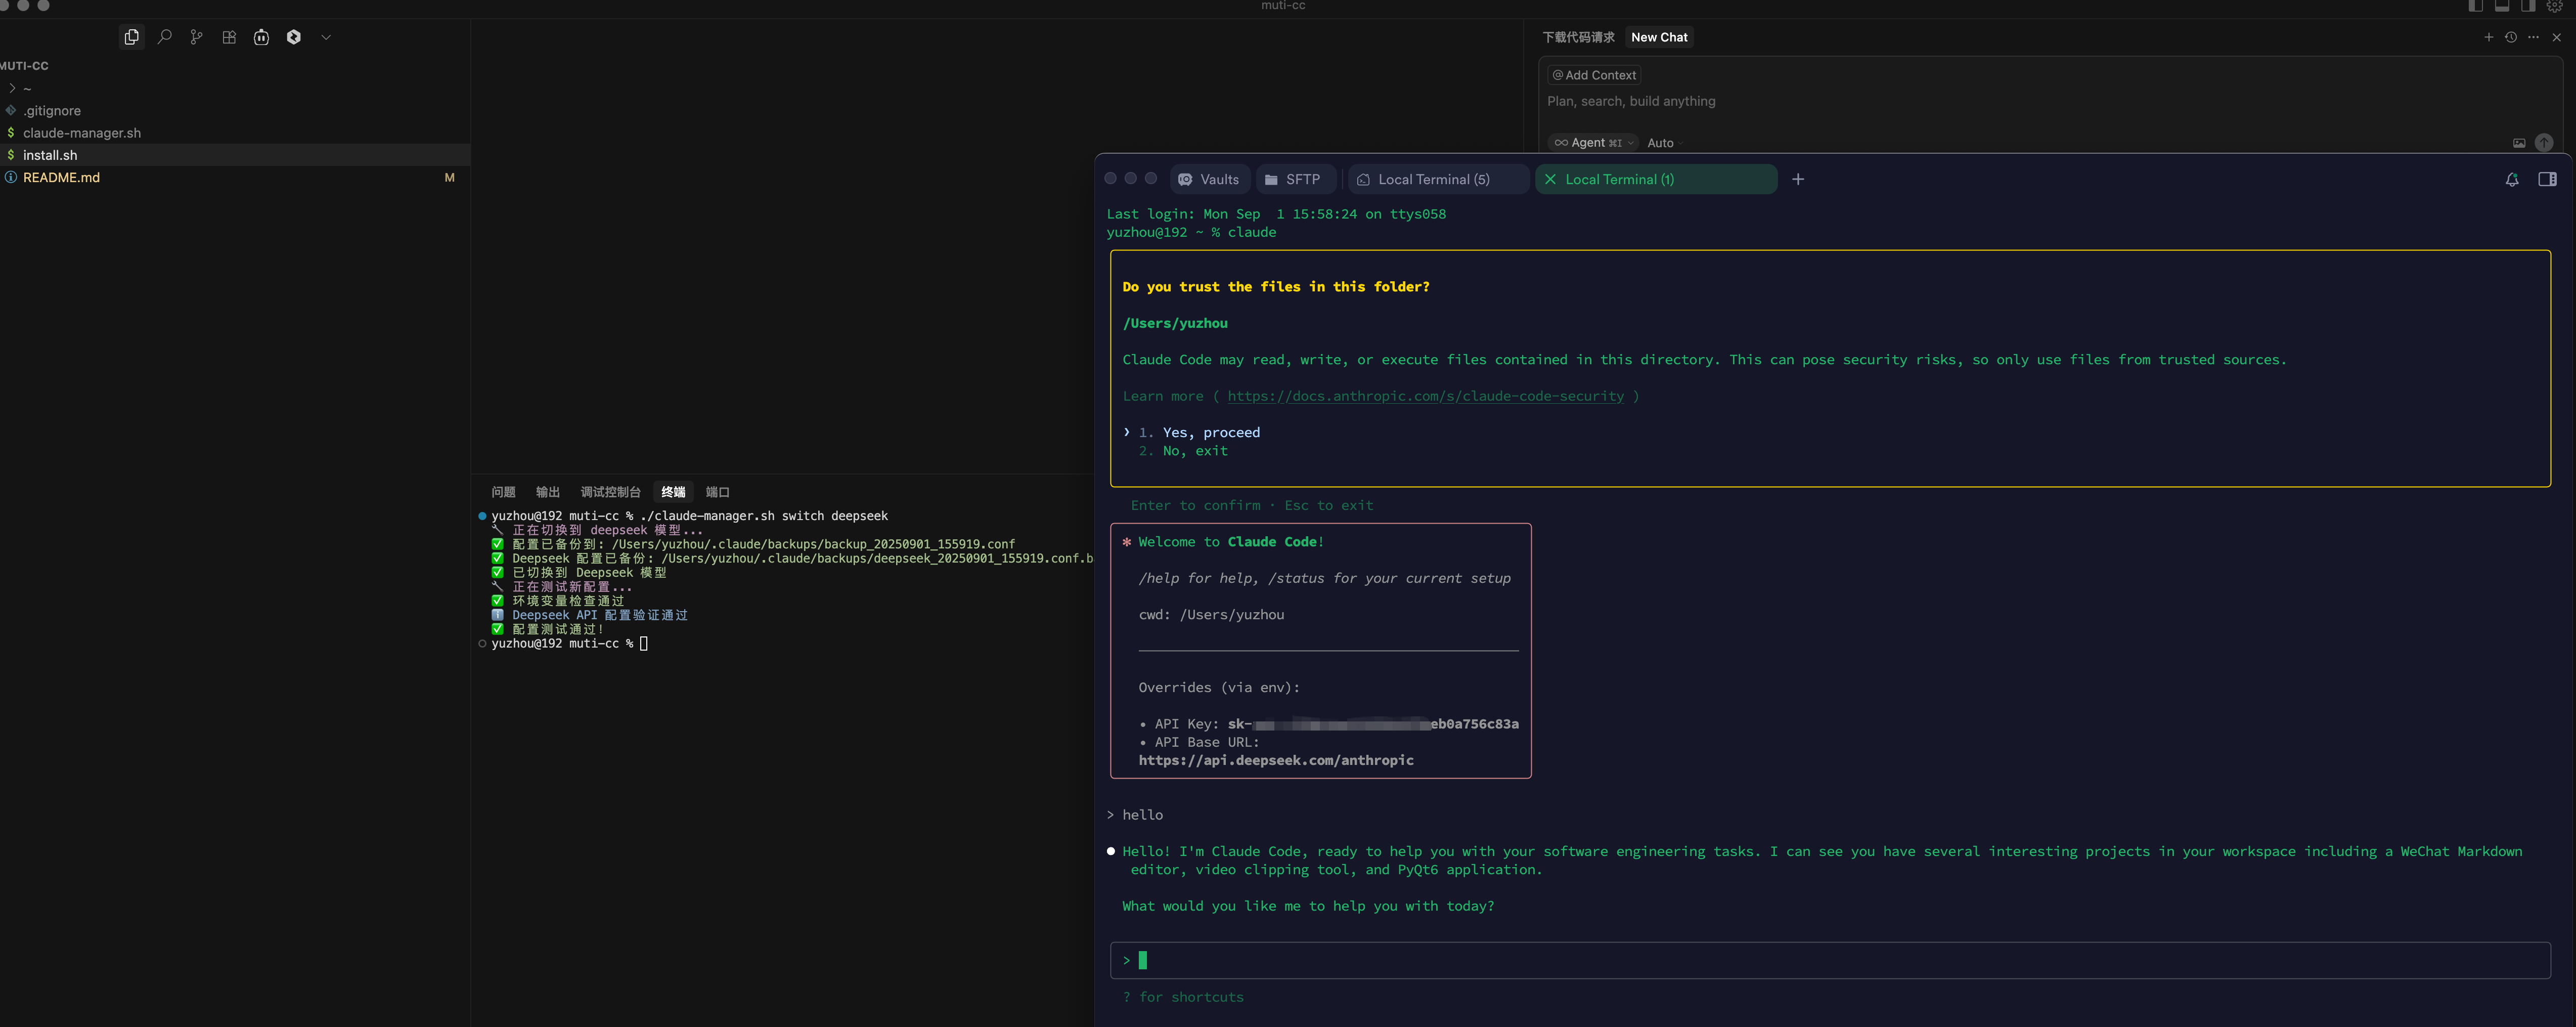 muti-cc
MUTI-CC
~
.gitignore
claude-manager.sh
install.sh
README.md M
下载代码请求 New Chat
@ Add Context
Plan, search, build anything
∞ Agent ⌘I Auto
问题 输出 调试控制台 终端 端口
yuzhou@192 muti-cc % ./claude-manager.sh switch deepseek
🔧 正在切换到 deepseek 模型...
✅ 配置已备份到: /Users/yuzhou/.claude/backups/backup_20250901_155919.conf
✅ Deepseek 配置已备份: /Users/yuzhou/.claude/backups/deepseek_20250901_155919.conf.b
✅ 已切换到 Deepseek 模型
🔧 正在测试新配置...
✅ 环境变量检查通过
ℹ️ Deepseek API 配置验证通过
✅ 配置测试通过!
yuzhou@192 muti-cc %
Vaults SFTP Local Terminal (5) Local Terminal (1)
Last login: Mon Sep  1 15:58:24 on ttys058
yuzhou@192 ~ % claude
Do you trust the files in this folder?
/Users/yuzhou
Claude Code may read, write, or execute files contained in this directory. This can pose security risks, so only use files from trusted sources.
Learn more ( https://docs.anthropic.com/s/claude-code-security )
❯ 1. Yes, proceed
2. No, exit
Enter to confirm · Esc to exit
✻ Welcome to Claude Code!
/help for help, /status for your current setup
cwd: /Users/yuzhou
Overrides (via env):
• API Key: sk- eb0a756c83a
• API Base URL:
https://api.deepseek.com/anthropic
> hello
● Hello! I'm Claude Code, ready to help you with your software engineering tasks. I can see you have several interesting projects in your workspace including a WeChat Markdown
editor, video clipping tool, and PyQt6 application.
What would you like me to help you with today?
>
? for shortcuts